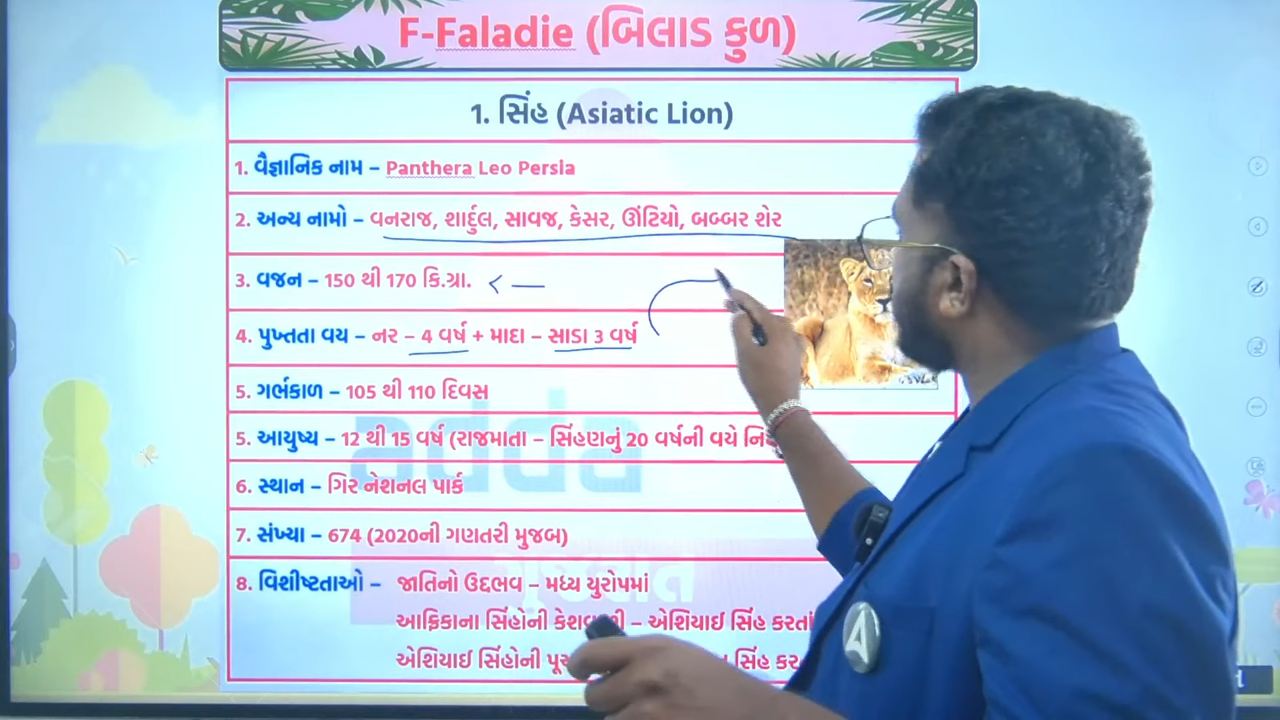 F-Faladie (બિલાડ કુળ)
1. સિંહ (Asiatic Lion)
1. વૈજ્ઞાનિક નામ – Panthera Leo Persia
2. અન્ય નામો – વનરાજ, શાર્દુલ, સાવજ, કેસર, ઊંટિયો, બબ્બર શેર
3. વજન – 150 થી 170 કિ.ગ્રા.
4. પુખ્તતા વય – નર – 4 વર્ષ + માદા – સાડા 3 વર્ષ
5. ગર્ભકાળ – 105 થી 110 દિવસ
5. આયુષ્ય – 12 થી 15 વર્ષ (રાજમાતા – સિંહણનું 20 વર્ષની વયે
6. સ્થાન – ગિર નેશનલ પાર્ક
7. સંખ્યા – 674 (2020ની ગણતરી મુજબ)
8. વિશીષ્ટતાઓ – જાતિનો ઉદ્દભવ – મધ્ય યુરોપમાં
આફ્રિકાના સિંહોની – એશિયાઈ સિંહ કરતાં
એશિયાઈ સિંહોની સિંહ
adda